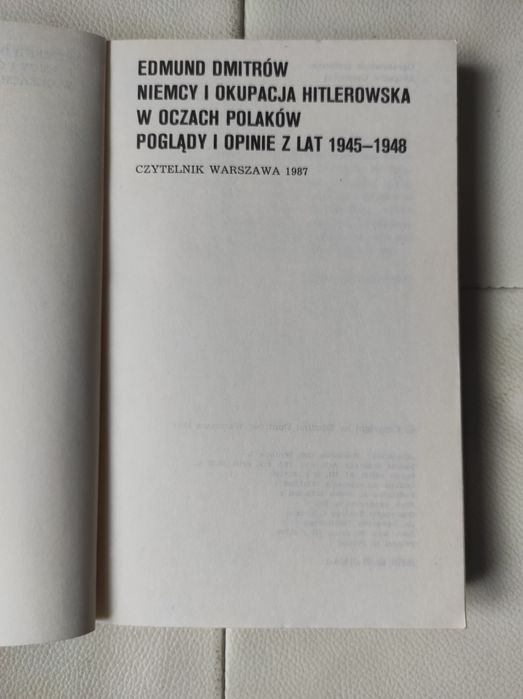 EDMUND DMITRÓW
NIEMCY I OKUPACJA HITLEROWSKA
W OCZACH POLAKÓW
POGLĄDY I OPINIE Z LAT 1945–1948
CZYTELNIK WARSZAWA 1987